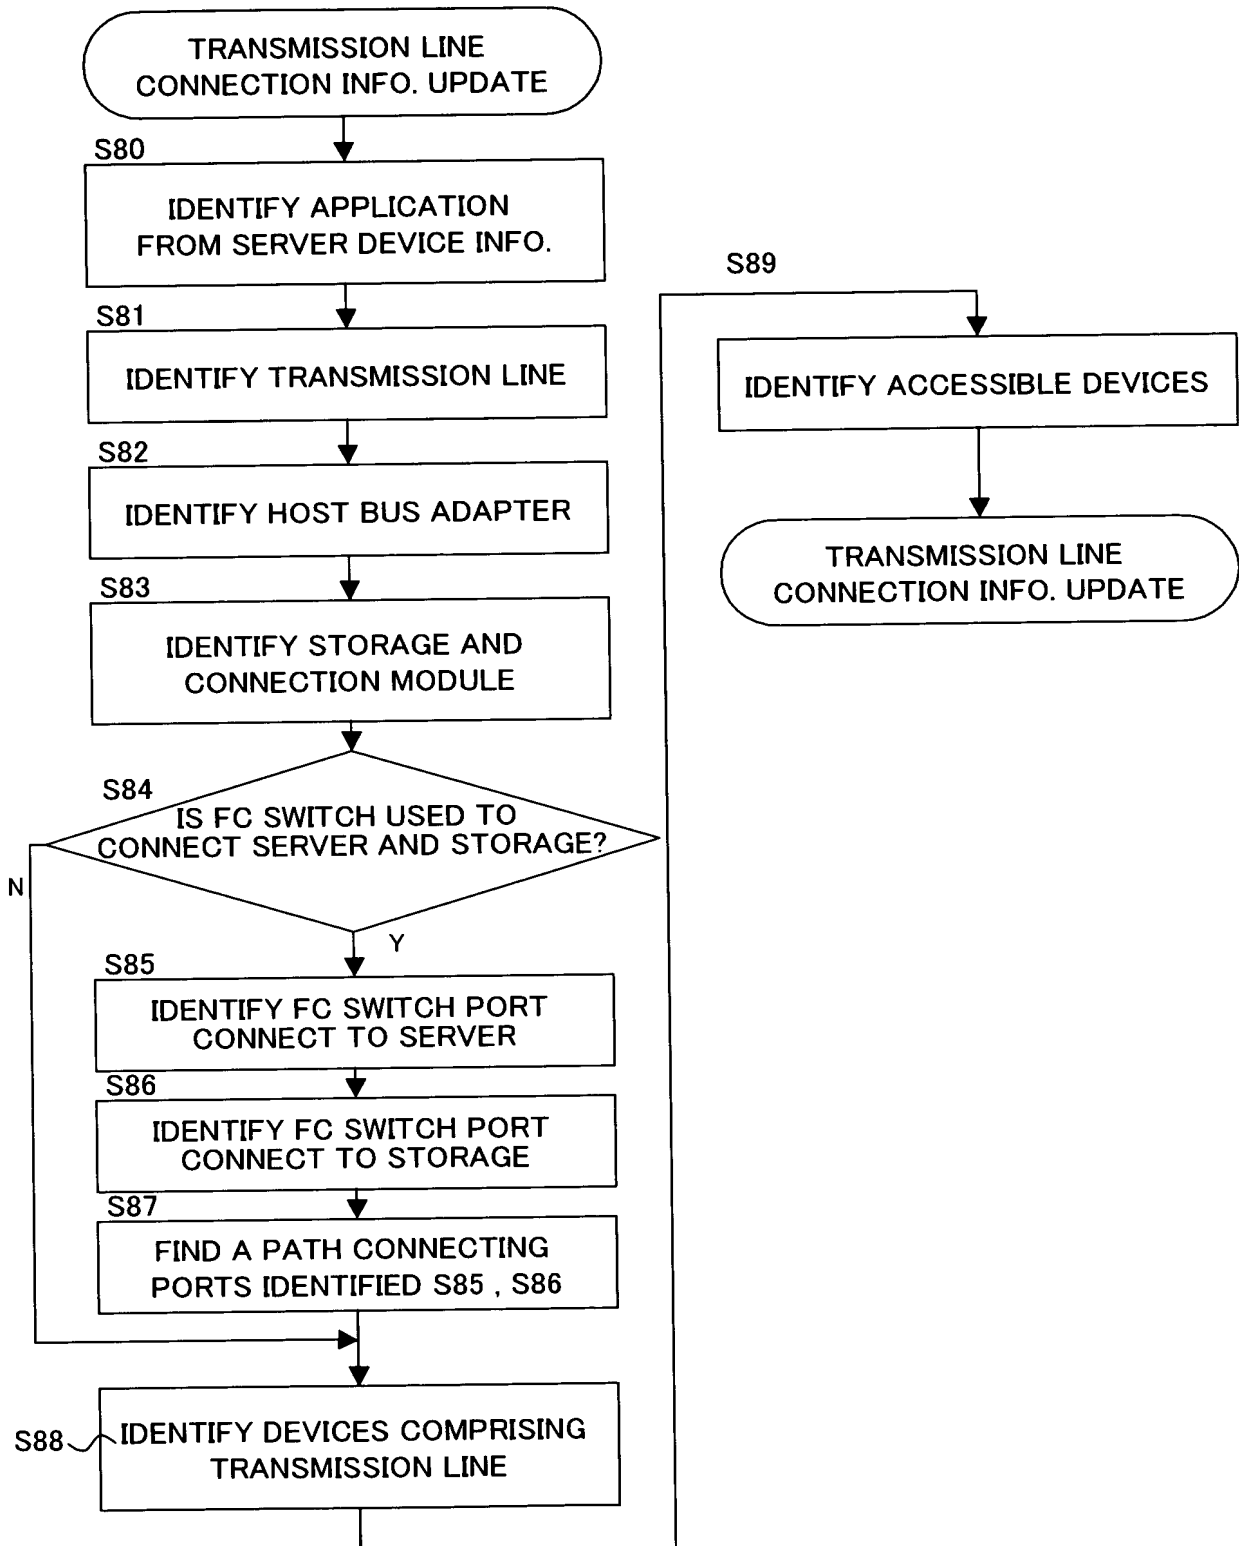 TRANSMISSION LINE
CONNECTION INFO. UPDATE
S80
IDENTIFY APPLICATION
FROM SERVER DEVICE INFO.
S81
IDENTIFY TRANSMISSION LINE
S82
IDENTIFY HOST BUS ADAPTER
S83
IDENTIFY STORAGE AND
CONNECTION MODULE
S84
IS FC SWITCH USED TO
CONNECT SERVER AND STORAGE?
N
Y
S85
IDENTIFY FC SWITCH PORT
CONNECT TO SERVER
S86
IDENTIFY FC SWITCH PORT
CONNECT TO STORAGE
S87
FIND A PATH CONNECTING
PORTS IDENTIFIED S85 , S86
S88
IDENTIFY DEVICES COMPRISING
TRANSMISSION LINE
S89
IDENTIFY ACCESSIBLE DEVICES
TRANSMISSION LINE
CONNECTION INFO. UPDATE